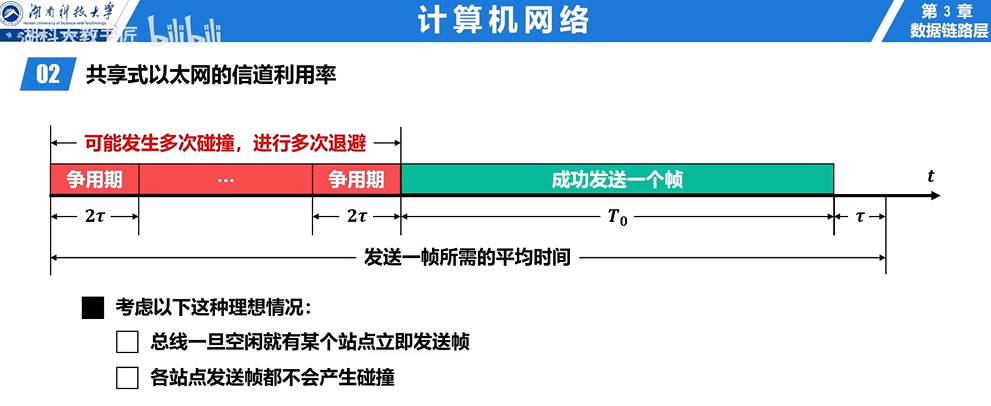 湖南科技大学
Hunan University of Science and Technology
湖科大教书匠 bilibili
计算机网络
第 3 章
数据链路层
02 共享式以太网的信道利用率
可能发生多次碰撞，进行多次退避
争用期 … 争用期 成功发送一个帧 t
2τ 2τ T₀ τ
发送一帧所需的平均时间
考虑以下这种理想情况：
总线一旦空闲就有某个站点立即发送帧
各站点发送帧都不会产生碰撞